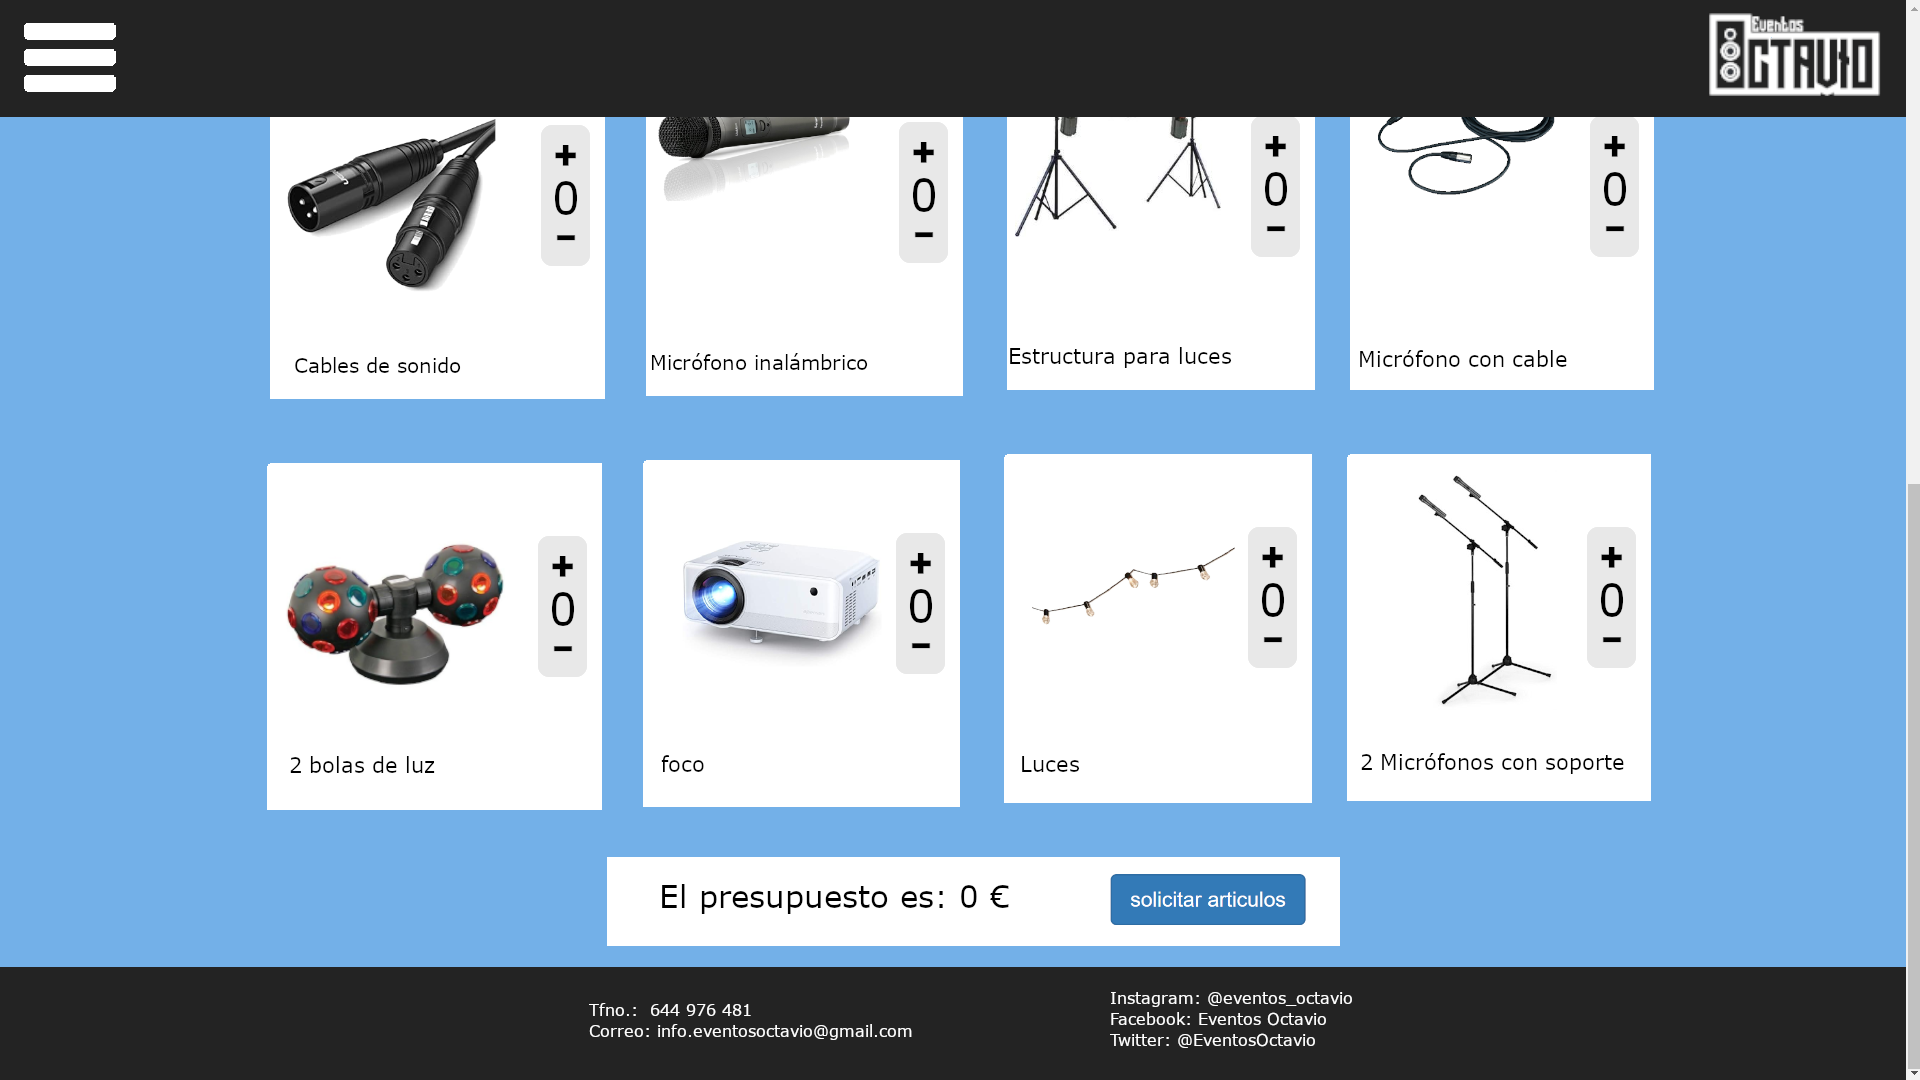 Eventos
OCTAVIO
+
0
-
+
0
-
+
0
-
+
0
-
Cables de sonido
Micrófono inalámbrico
Estructura para luces
Micrófono con cable
+
0
-
+
0
-
+
0
-
+
0
-
2 bolas de luz
foco
Luces
2 Micrófonos con soporte
El presupuesto es: 0 €
solicitar articulos
Tfno.: 644 976 481
Correo: info.eventosoctavio@gmail.com
Instagram: @eventos_octavio
Facebook: Eventos Octavio
Twitter: @EventosOctavio